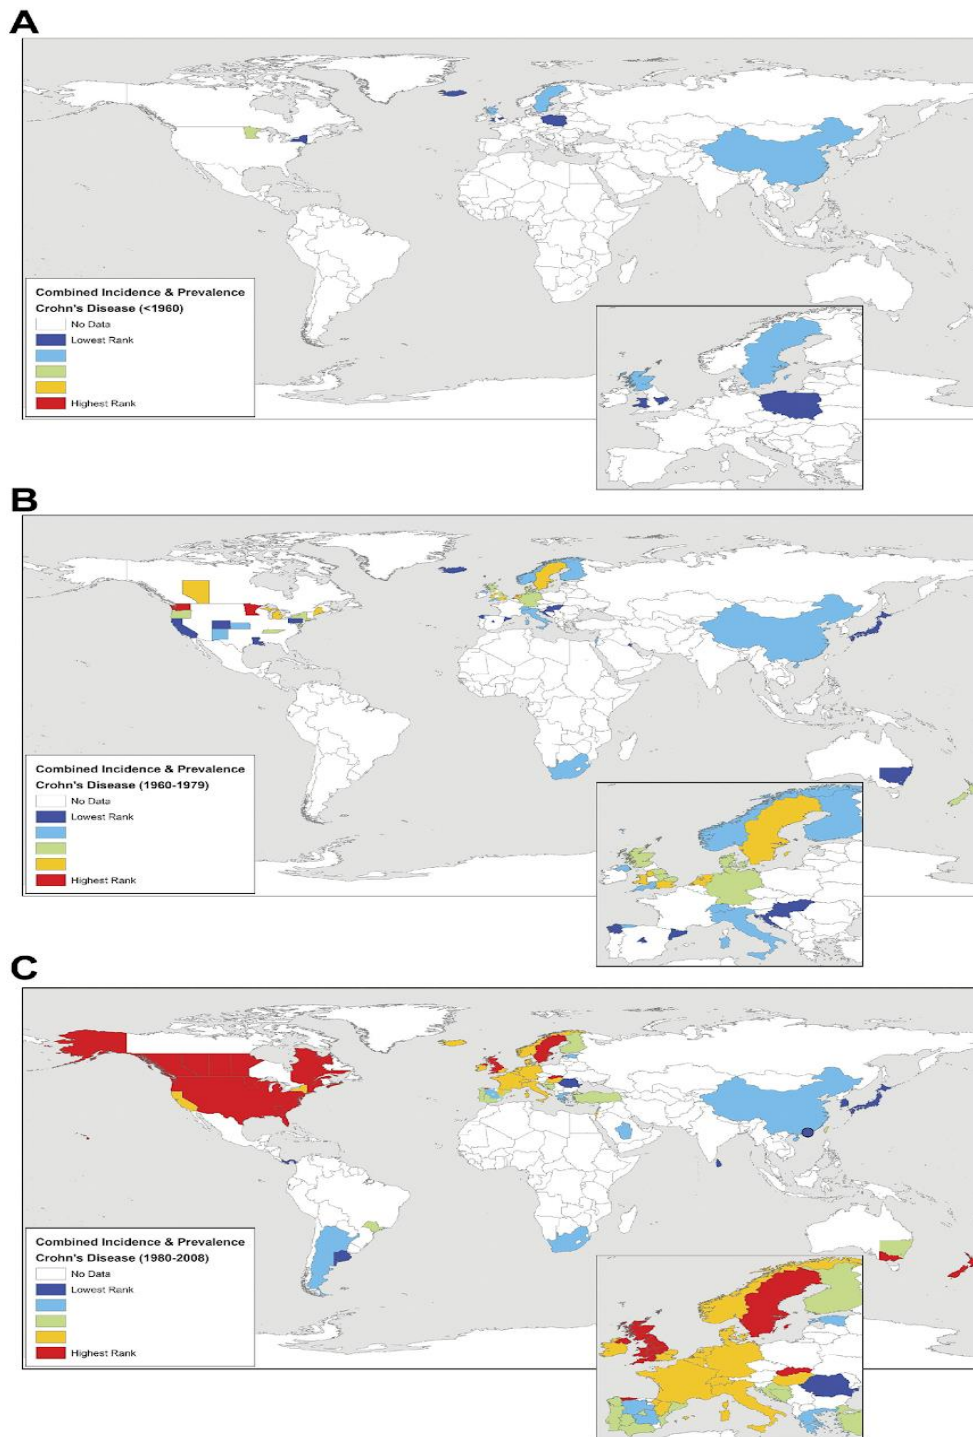 A
Combined Incidence & Prevalence
Crohn's Disease (<1960)
No Data
Lowest Rank
Highest Rank
B
Combined Incidence & Prevalence
Crohn's Disease (1960-1979)
No Data
Lowest Rank
Highest Rank
C
Combined Incidence & Prevalence
Crohn's Disease (1980-2008)
No Data
Lowest Rank
Highest Rank